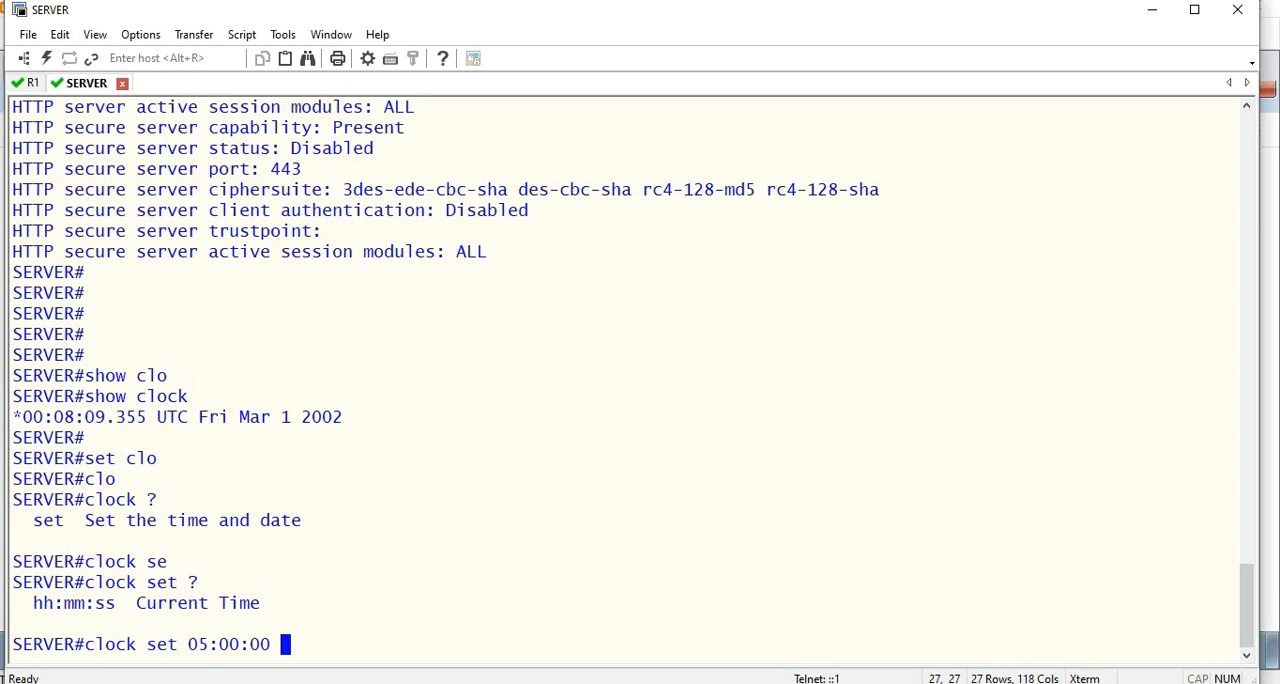 SERVER
File Edit View Options Transfer Script Tools Window Help
Enter host <Alt+R>
R1 SERVER
HTTP server active session modules: ALL
HTTP secure server capability: Present
HTTP secure server status: Disabled
HTTP secure server port: 443
HTTP secure server ciphersuite: 3des-ede-cbc-sha des-cbc-sha rc4-128-md5 rc4-128-sha
HTTP secure server client authentication: Disabled
HTTP secure server trustpoint:
HTTP secure server active session modules: ALL
SERVER#
SERVER#
SERVER#
SERVER#
SERVER#
SERVER#show clo
SERVER#show clock
*00:08:09.355 UTC Fri Mar 1 2002
SERVER#
SERVER#set clo
SERVER#clo
SERVER#clock ?
  set  Set the time and date
SERVER#clock se
SERVER#clock set ?
  hh:mm:ss  Current Time
SERVER#clock set 05:00:00
Ready Telnet: ::1 27, 27 27 Rows, 118 Cols Xterm CAP NUM